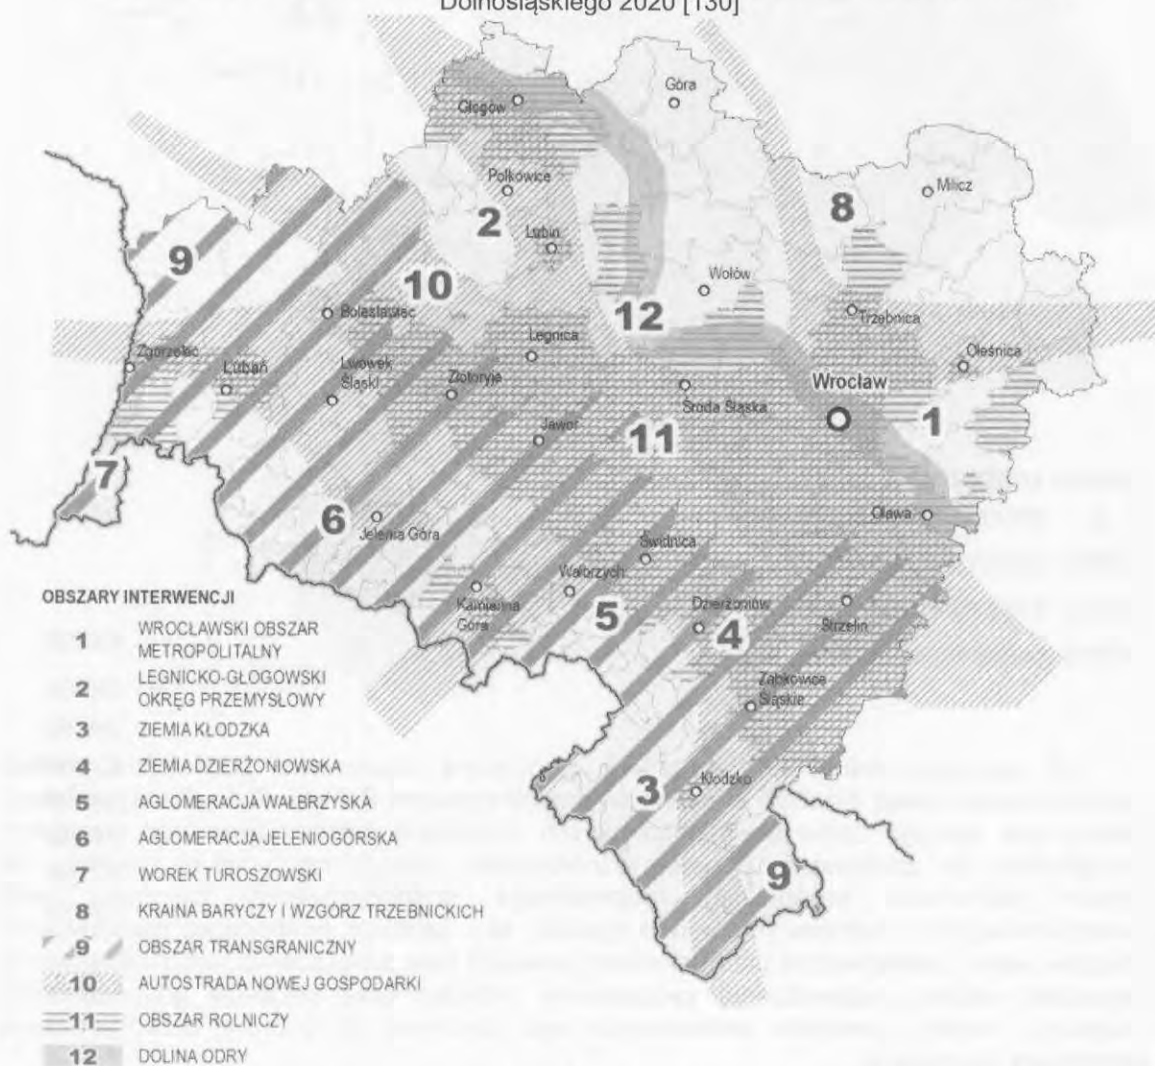 Dolnośląskiego 2020 [130]
Góra
Głogów
Polkowice
2
8
Milicz
Lubin
9
10
Wołów
12
Bolesławiec
Trzebnica
Legnica
Zgorzelec
Lubań
Lwówek
Śląski
Złotoryja
Oleśnica
Wrocław
Środa Śląska
1
Jawor
11
7
6
Jelenia Góra
Oława
Świdnica
Wałbrzych
Kamienna
Góra
5
Dzierżoniów
4
Strzelin
Ząbkowice
Śląskie
3
Kłodzko
9
OBSZARY INTERWENCJI
1 WROCŁAWSKI OBSZAR
METROPOLITALNY
2 LEGNICKO-GŁOGOWSKI
OKRĘG PRZEMYSŁOWY
3 ZIEMIA KŁODZKA
4 ZIEMIA DZIERŻONIOWSKA
5 AGLOMERACJA WAŁBRZYSKA
6 AGLOMERACJA JELENIOGÓRSKA
7 WOREK TUROSZOWSKI
8 KRAINA BARYCZY I WZGÓRZ TRZEBNICKICH
9 OBSZAR TRANSGRANICZNY
10 AUTOSTRADA NOWEJ GOSPODARKI
11 OBSZAR ROLNICZY
12 DOLINA ODRY